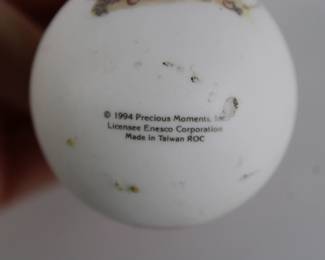 © 1994 Precious Moments, Inc.
Licensee Enesco Corporation
Made in Taiwan ROC